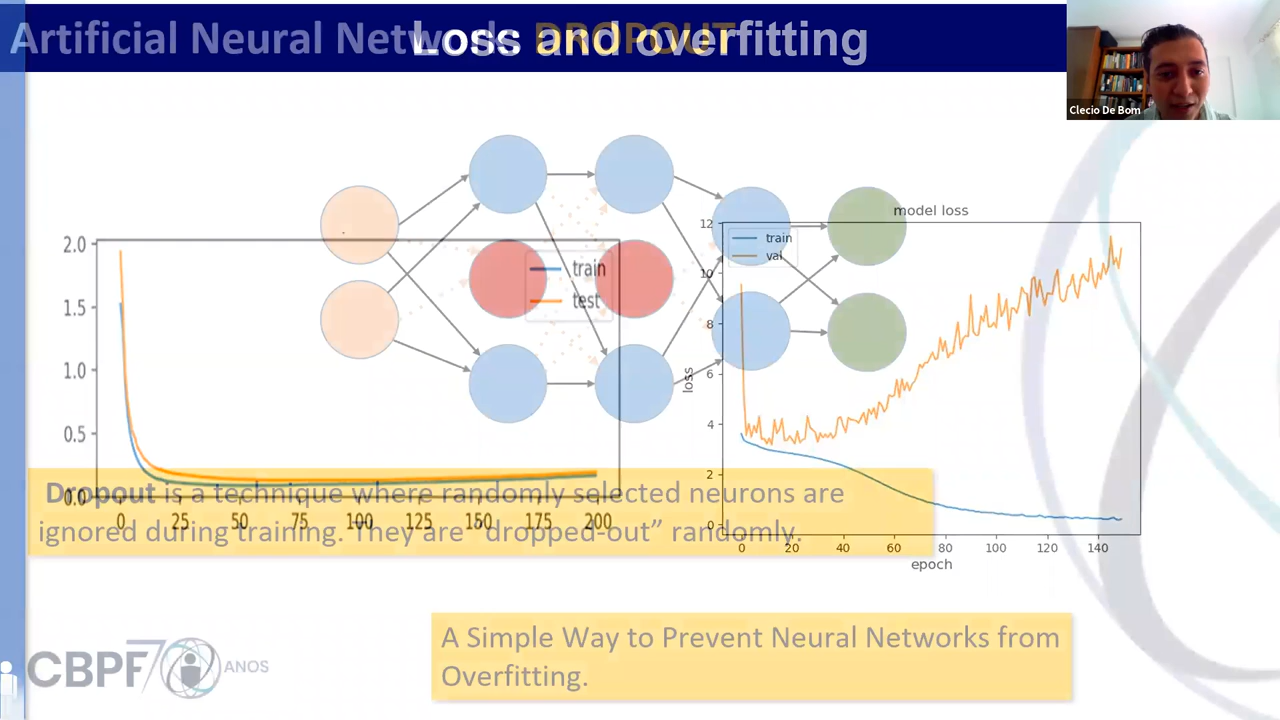 Artificial Neural Networks DROPOUT
Loss and overfitting
Clecio De Bom
2.0
1.5
1.0
0.5
0.0
0 25 50 75 100 125 150 175 200
train
test
model loss
train
val
12
10
8
6
4
2
0
loss
0 20 40 60 80 100 120 140
epoch
Dropout is a technique where randomly selected neurons are
ignored during training. They are “dropped-out” randomly.
A Simple Way to Prevent Neural Networks from
Overfitting.
CBPF 70 ANOS